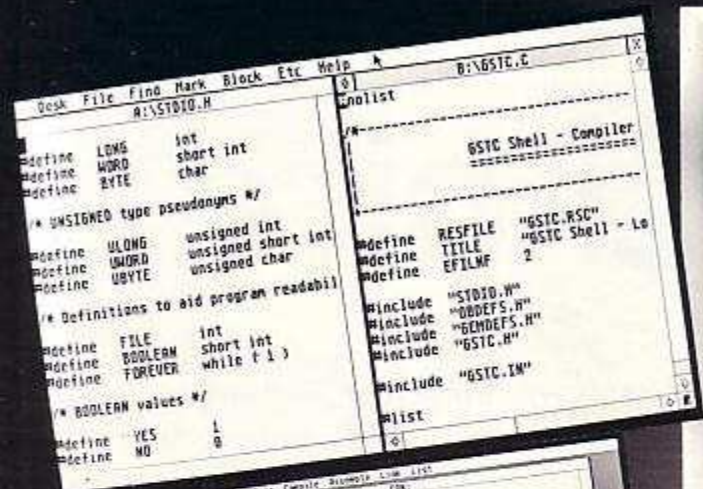 Desk File Find Mark Block Etc Help
A:\STDIO.H
#define LONG int
#define WORD short int
#define BYTE char
/* UNSIGNED type pseudonyms */
#define ULONG unsigned int
#define UWORD unsigned short int
#define UBYTE unsigned char
/* Definitions to aid program readabil
#define FILE int
#define BOOLEAN short int
#define FOREVER while ( 1 )
/* BOOLEAN values */
#define YES 1
#define NO 0
B:\GSTC.C
#nolist
/*--------------------------------
GSTC Shell - Compiler
=====================
#define RESFILE "GSTC.RSC"
#define TITLE "GSTC Shell - Lo
#define EFILNF 2
#include "STDIO.H"
#include "OBDEFS.H"
#include "GEMDEFS.H"
#include "GSTC.H"
#include "GSTC.IN"
#list
Compile Link List